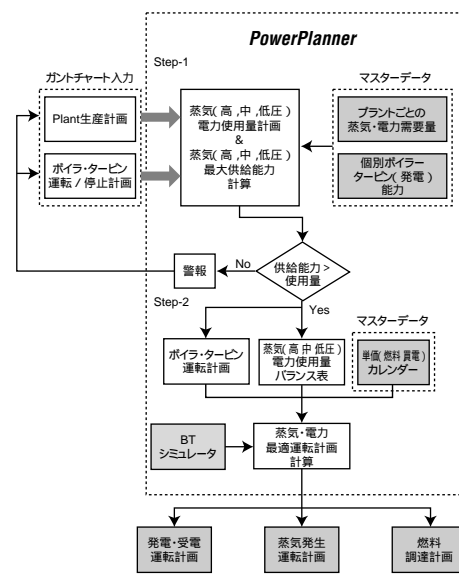 PowerPlanner
Step-1
ガントチャート入力
マスターデータ
Plant生産計画
ボイラ・タービン
運転/停止計画
蒸気(高,中,低圧)
電力使用量計画
&
蒸気(高,中,低圧)
最大供給能力
計算
プラントごとの
蒸気・電力需要量
個別ボイラー
タービン(発電)
能力
警報
No
供給能力>
使用量
Step-2
Yes
マスターデータ
ボイラ・タービン
運転計画
蒸気(高中低圧)
電力使用量
バランス表
単価(燃料買電)
カレンダー
BT
シミュレータ
蒸気・電力
最適運転計画
計算
発電・受電
運転計画
蒸気発生
運転計画
燃料
調達計画